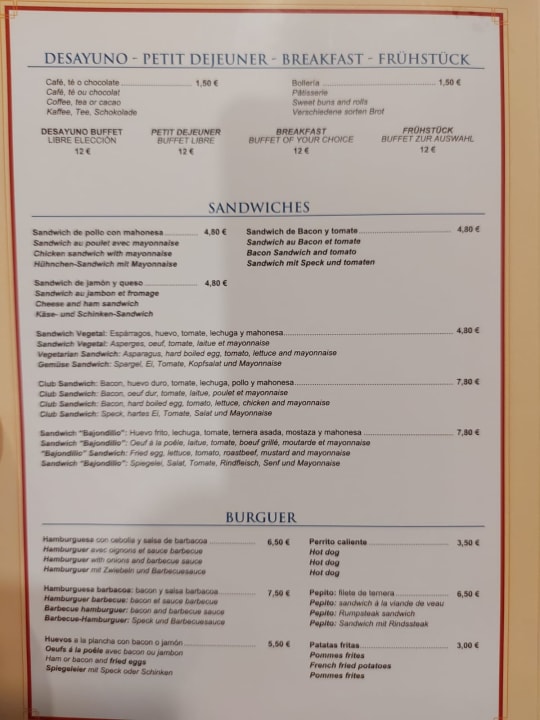 DESAYUNO - PETIT DEJEUNER - BREAKFAST - FRÜHSTÜCK
Café, té o chocolate 1,50 €
Café, té ou chocolat
Coffee, tea or cacao
Kaffee, Tee, Schokolade
Bollería 1,50 €
Pâtisserie
Sweet buns and rolls
Verschiedene sorten Brot
DESAYUNO BUFFET
LIBRE ELECCIÓN
12 €
PETIT DEJEUNER
BUFFET LIBRE
12 €
BREAKFAST
BUFFET OF YOUR CHOICE
12 €
FRÜHSTÜCK
BUFFET ZUR AUSWAHL
12 €
SANDWICHES
Sandwich de pollo con mahonesa 4,80 €
Sandwich au poulet avec mayonnaise
Chicken sandwich with mayonnaise
Hühnchen-Sandwich mit Mayonnaise
Sandwich de Bacon y tomate 4,80 €
Sandwich au Bacon et tomate
Bacon Sandwich and tomato
Sandwich mit Speck und tomaten
Sandwich de jamón y queso 4,80 €
Sandwich au jambon et fromage
Cheese and ham sandwich
Käse- und Schinken-Sandwich
Sandwich Vegetal: Espárragos, huevo, tomate, lechuga y mahonesa 4,80 €
Sandwich Vegetal: Asperges, oeuf, tomate, laitue et mayonnaise
Vegetarian Sandwich: Asparagus, hard boiled egg, tomato, lettuce and mayonnaise
Gemüse Sandwich: Spargel, Ei, Tomate, Kopfsalat und Mayonnaise
Club Sandwich: Bacon, huevo duro, tomate, lechuga, pollo y mahonesa 7,80 €
Club Sandwich: Bacon, oeuf dur, tomate, laitue, poulet et mayonnaise
Club Sandwich: Bacon, hard boiled egg, tomato, lettuce, chicken and mayonnaise
Club Sandwich: Speck, hartes Ei, Tomate, Salat und Mayonnaise
Sandwich "Bajondillo": Huevo frito, lechuga, tomate, ternera asada, mostaza y mahonesa 7,80 €
Sandwich "Bajondillo": Oeuf à la poêle, laitue, tomate, boeuf grillé, moutarde et mayonnaise
"Bajondillo" Sandwich: Fried egg, lettuce, tomato, roastbeef, mustard and mayonnaise
Sandwich "Bajondillo": Spiegelei, Salat, Tomate, Rindfleisch, Senf und Mayonnaise
BURGUER
Hamburguesa con cebolla y salsa de barbacoa 6,50 €
Hamburguer avec oignons et sauce barbecue
Hamburguer with onions and barbecue sauce
Hamburguer mit Zwiebeln und Barbecuesauce
Perrito caliente 3,50 €
Hot dog
Hot dog
Hot dog
Hamburguesa barbacoa: bacon y salsa barbacoa 7,50 €
Hamburguer barbecue: bacon et sauce barbecue
Barbecue hamburguer: bacon and barbecue sauce
Barbecue-Hamburguer: Speck und Barbecuesauce
Pepito: filete de ternera 6,50 €
Pepito: sandwich à la viande de veau
Pepito: Rumpsteak sandwich
Pepito: Sandwich mit Rindssteak
Huevos a la plancha con bacon o jamón 5,50 €
Oeufs à la poêle avec bacon ou jambon
Ham or bacon and fried eggs
Spiegeleier mit Speck oder Schinken
Patatas fritas 3,00 €
Pommes frites
French fried potatoes
Pommes frites